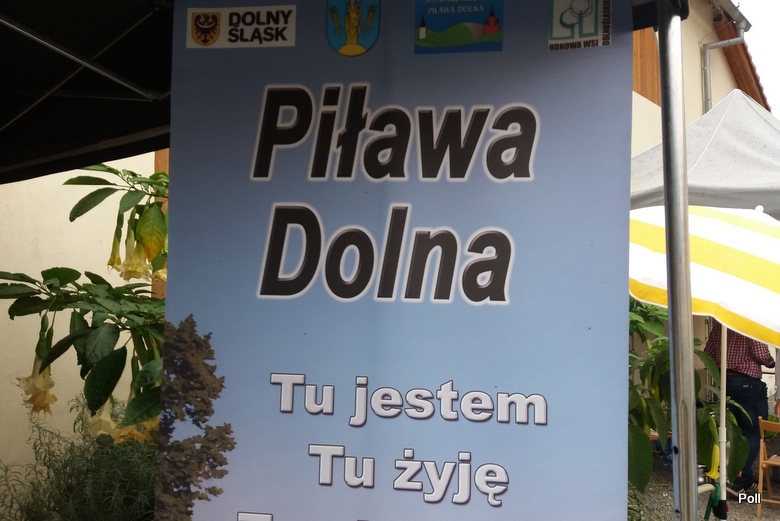 DOLNY
ŚLĄSK
PIŁAWA DOLNA
ODNOWA WSI
Piława
Dolna
Tu jestem
Tu żyję
Poll